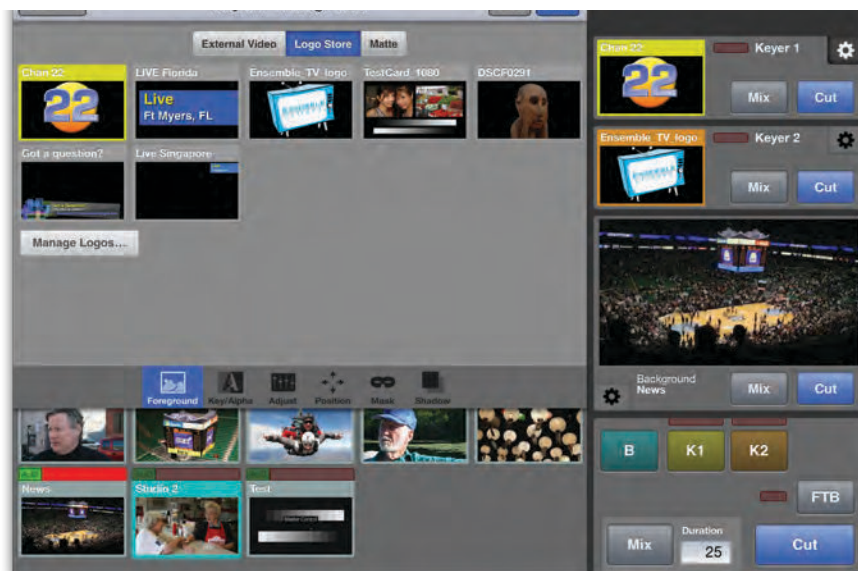 External Video Logo Store Matte
Chan 22 LIVE Florida Ensemble_TV_logo TestCard_1080 DSCF0291
22
Live
Ft Myers, FL
Got a question? Live Singapore
Manage Logos...
Foreground Key/Alpha Adjust Position Mask Shadow
News Studio 2 Test
Chan 22 Keyer 1
22
Mix Cut
Ensemble_TV_logo Keyer 2
Mix Cut
Background
News
Mix Cut
B K1 K2
FTB
Duration
Mix 25 Cut